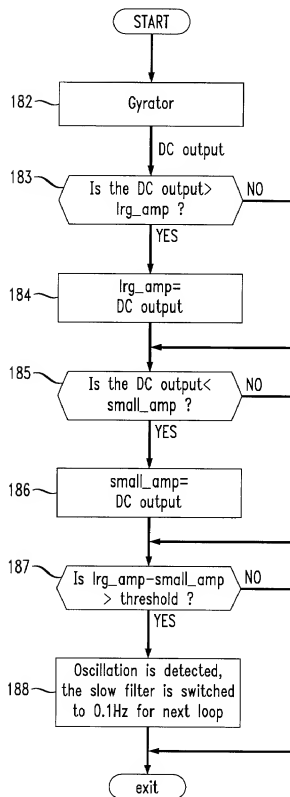 START
182
Gyrator
DC output
183
Is the DC output>
lrg_amp ?
NO
YES
184
lrg_amp=
DC output
185
Is the DC output<
small_amp ?
NO
YES
186
small_amp=
DC output
187
Is lrg_amp-small_amp
> threshold ?
NO
YES
188
Oscillation is detected,
the slow filter is switched
to 0.1Hz for next loop
exit